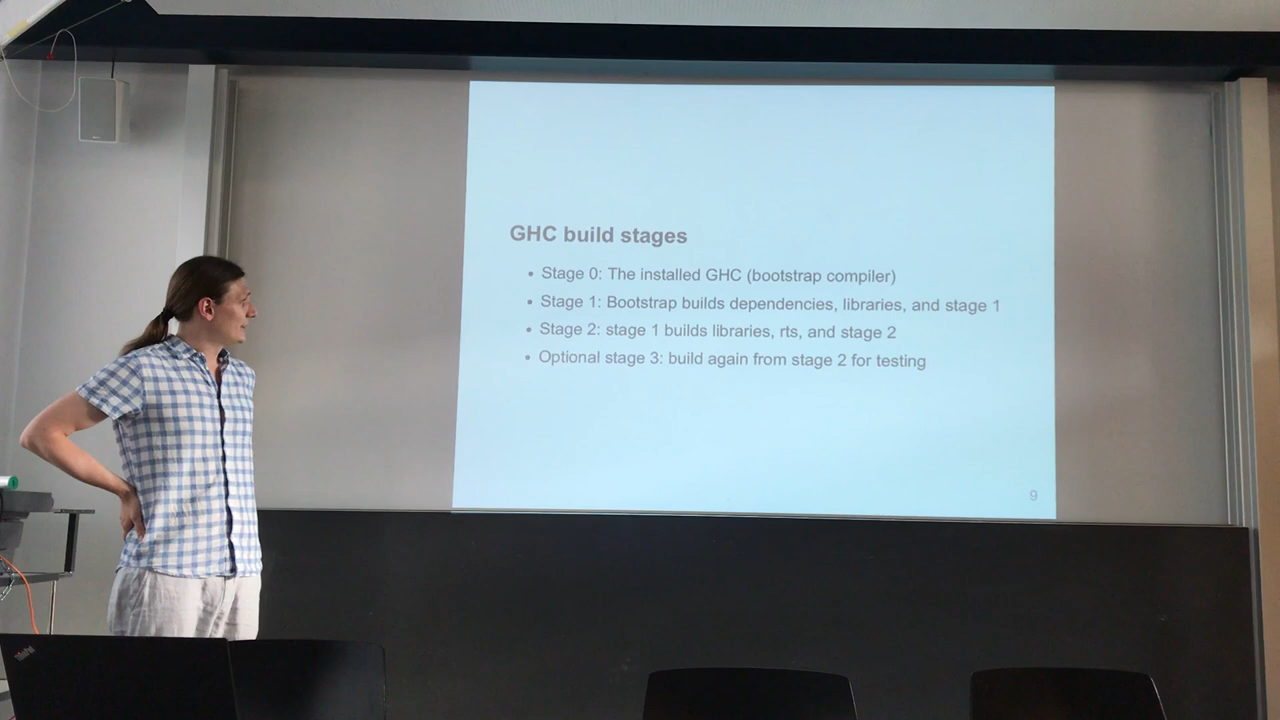 GHC build stages
• Stage 0: The installed GHC (bootstrap compiler)
• Stage 1: Bootstrap builds dependencies, libraries, and stage 1
• Stage 2: stage 1 builds libraries, rts, and stage 2
• Optional stage 3: build again from stage 2 for testing
9
ThinkPad